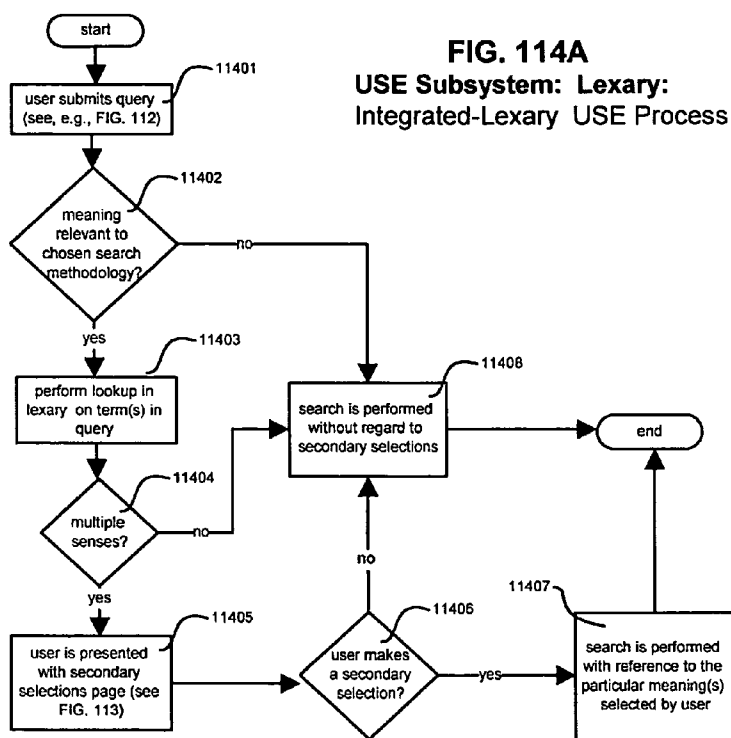 start
FIG. 114A
USE Subsystem: Lexary:
Integrated-Lexary USE Process
11401
user submits query
(see, e.g., FIG. 112)
11402
meaning
relevant to
chosen search
methodology?
no
yes
11403
perform lookup in
lexary on term(s) in
query
11408
search is performed
without regard to
secondary selections
end
11404
multiple
senses?
no
yes
no
11405
user is presented
with secondary
selections page (see
FIG. 113)
11406
user makes
a secondary
selection?
yes
11407
search is performed
with reference to the
particular meaning(s)
selected by user